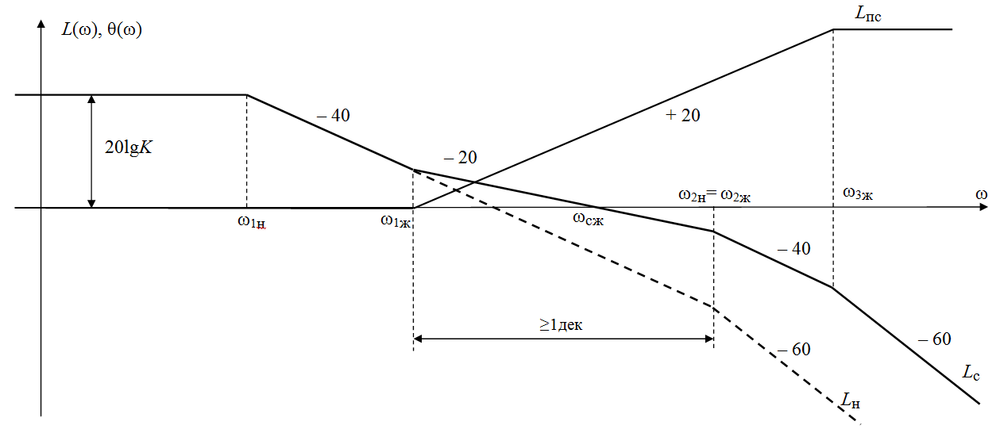 L(ω), θ(ω)
Lпс
– 40
+ 20
20lgK
– 20
ω2н= ω2ж
ω3ж
ω
ω1н
ω1ж
ωсж
– 40
≥1дек
– 60
– 60
Lс
Lн